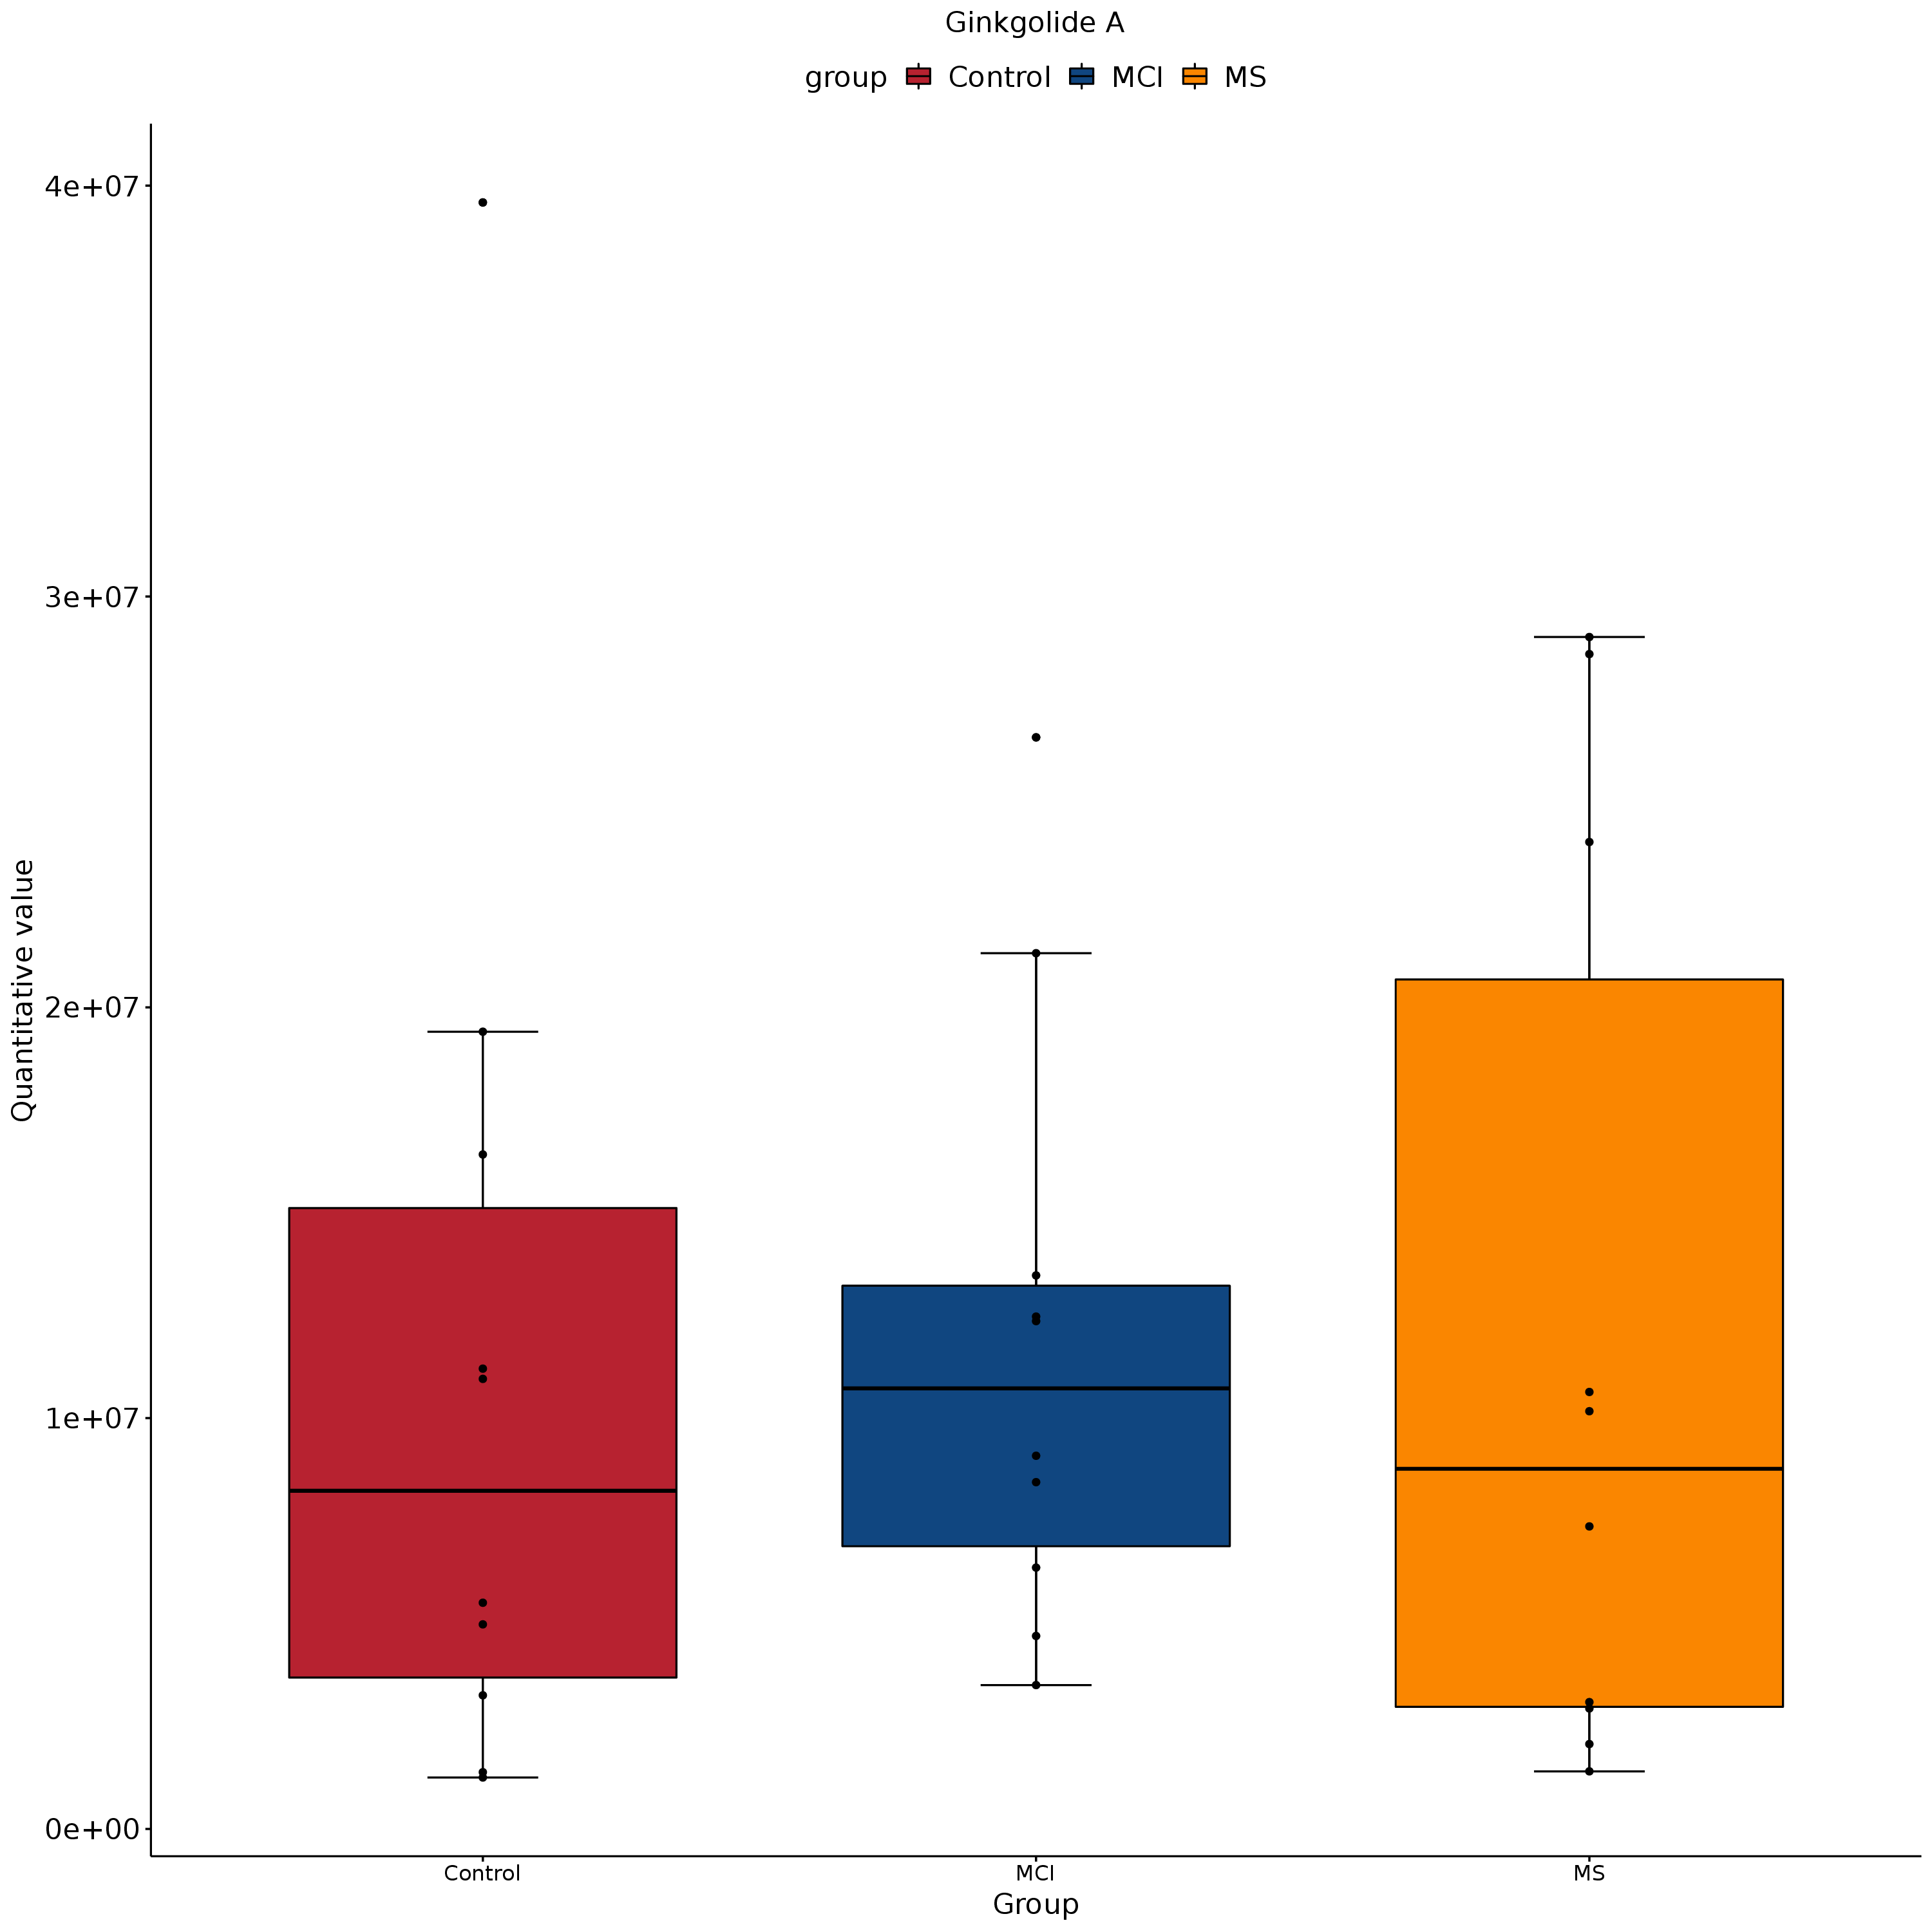 Ginkgolide A
group Control MCI MS
4e+07
3e+07
2e+07
1e+07
0e+00
Quantitative value
Control MCI MS
Group